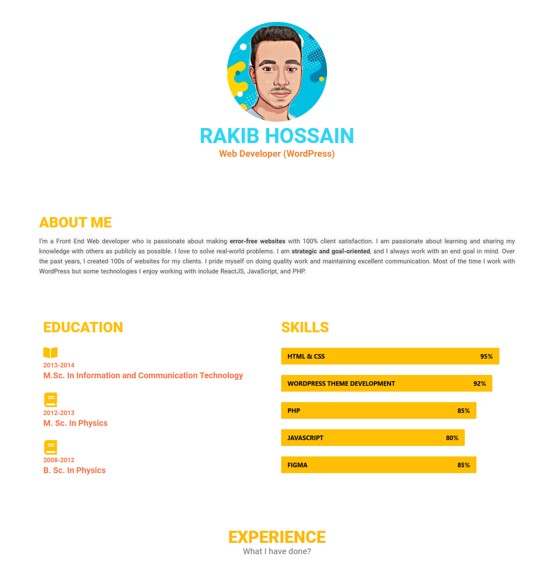 RAKIB HOSSAIN
Web Developer (WordPress)
ABOUT ME
I'm a Front End Web developer who is passionate about making error-free websites with 100% client satisfaction. I am passionate about learning and sharing my
knowledge with others as publicly as possible. I love to solve real-world problems. I am strategic and goal-oriented, and I always work with an end goal in mind. Over
the past years, I created 100s of websites for my clients. I pride myself on doing quality work and maintaining excellent communication. Most of the time I work with
WordPress but some technologies I enjoy working with include ReactJS, JavaScript, and PHP.
EDUCATION
2013-2014
M.Sc. In Information and Communication Technology
2012-2013
M. Sc. In Physics
2008-2012
B. Sc. In Physics
SKILLS
HTML & CSS 95%
WORDPRESS THEME DEVELOPMENT 92%
PHP 85%
JAVASCRIPT 80%
FIGMA 85%
EXPERIENCE
What I have done?